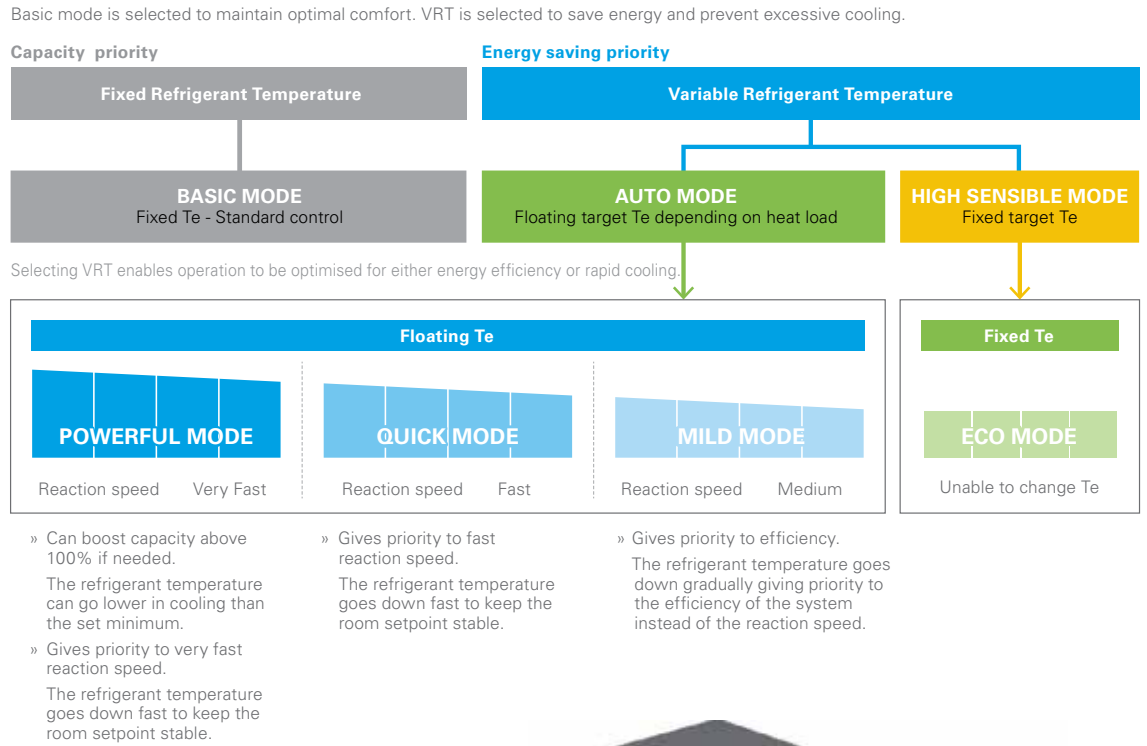 Basic mode is selected to maintain optimal comfort. VRT is selected to save energy and prevent excessive cooling.
Capacity priority
Energy saving priority
Fixed Refrigerant Temperature
Variable Refrigerant Temperature
BASIC MODE
Fixed Te - Standard control
AUTO MODE
Floating target Te depending on heat load
HIGH SENSIBLE MODE
Fixed target Te
Selecting VRT enables operation to be optimised for either energy efficiency or rapid cooling.
Floating Te
POWERFUL MODE
Reaction speed Very Fast
QUICK MODE
Reaction speed Fast
MILD MODE
Reaction speed Medium
Fixed Te
ECO MODE
Unable to change Te
» Can boost capacity above
100% if needed.
The refrigerant temperature
can go lower in cooling than
the set minimum.
» Gives priority to very fast
reaction speed.
The refrigerant temperature
goes down fast to keep the
room setpoint stable.
» Gives priority to fast
reaction speed.
The refrigerant temperature
goes down fast to keep the
room setpoint stable.
» Gives priority to efficiency.
The refrigerant temperature goes
down gradually giving priority to
the efficiency of the system
instead of the reaction speed.